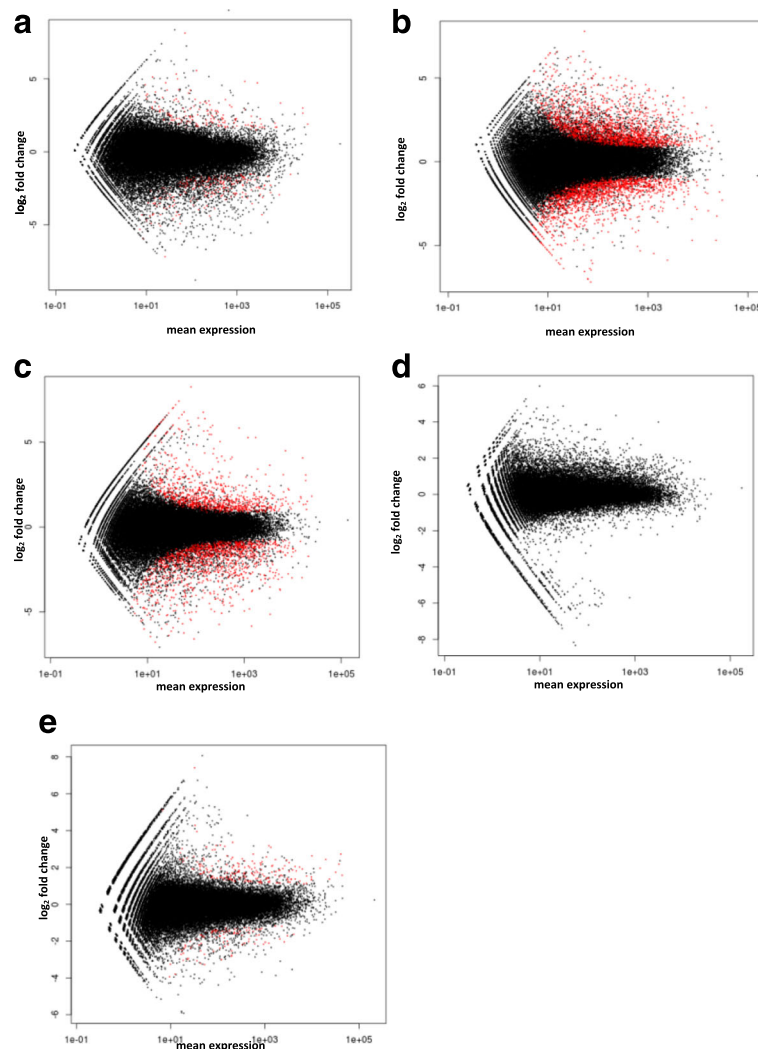 a
5
0
-5
log₂ fold change
1e-01
1e+01
1e+03
1e+05
mean expression
b
5
0
-5
log₂ fold change
1e-01
1e+01
1e+03
1e+05
mean expression
c
5
0
-5
log₂ fold change
1e-01
1e+01
1e+03
1e+05
mean expression
d
6
4
2
0
-2
-4
-6
-8
log₂ fold change
1e-01
1e+01
1e+03
1e+05
mean expression
e
8
6
4
2
0
-2
-4
-6
log₂ fold change
1e-01
1e+01
1e+03
1e+05
mean expression